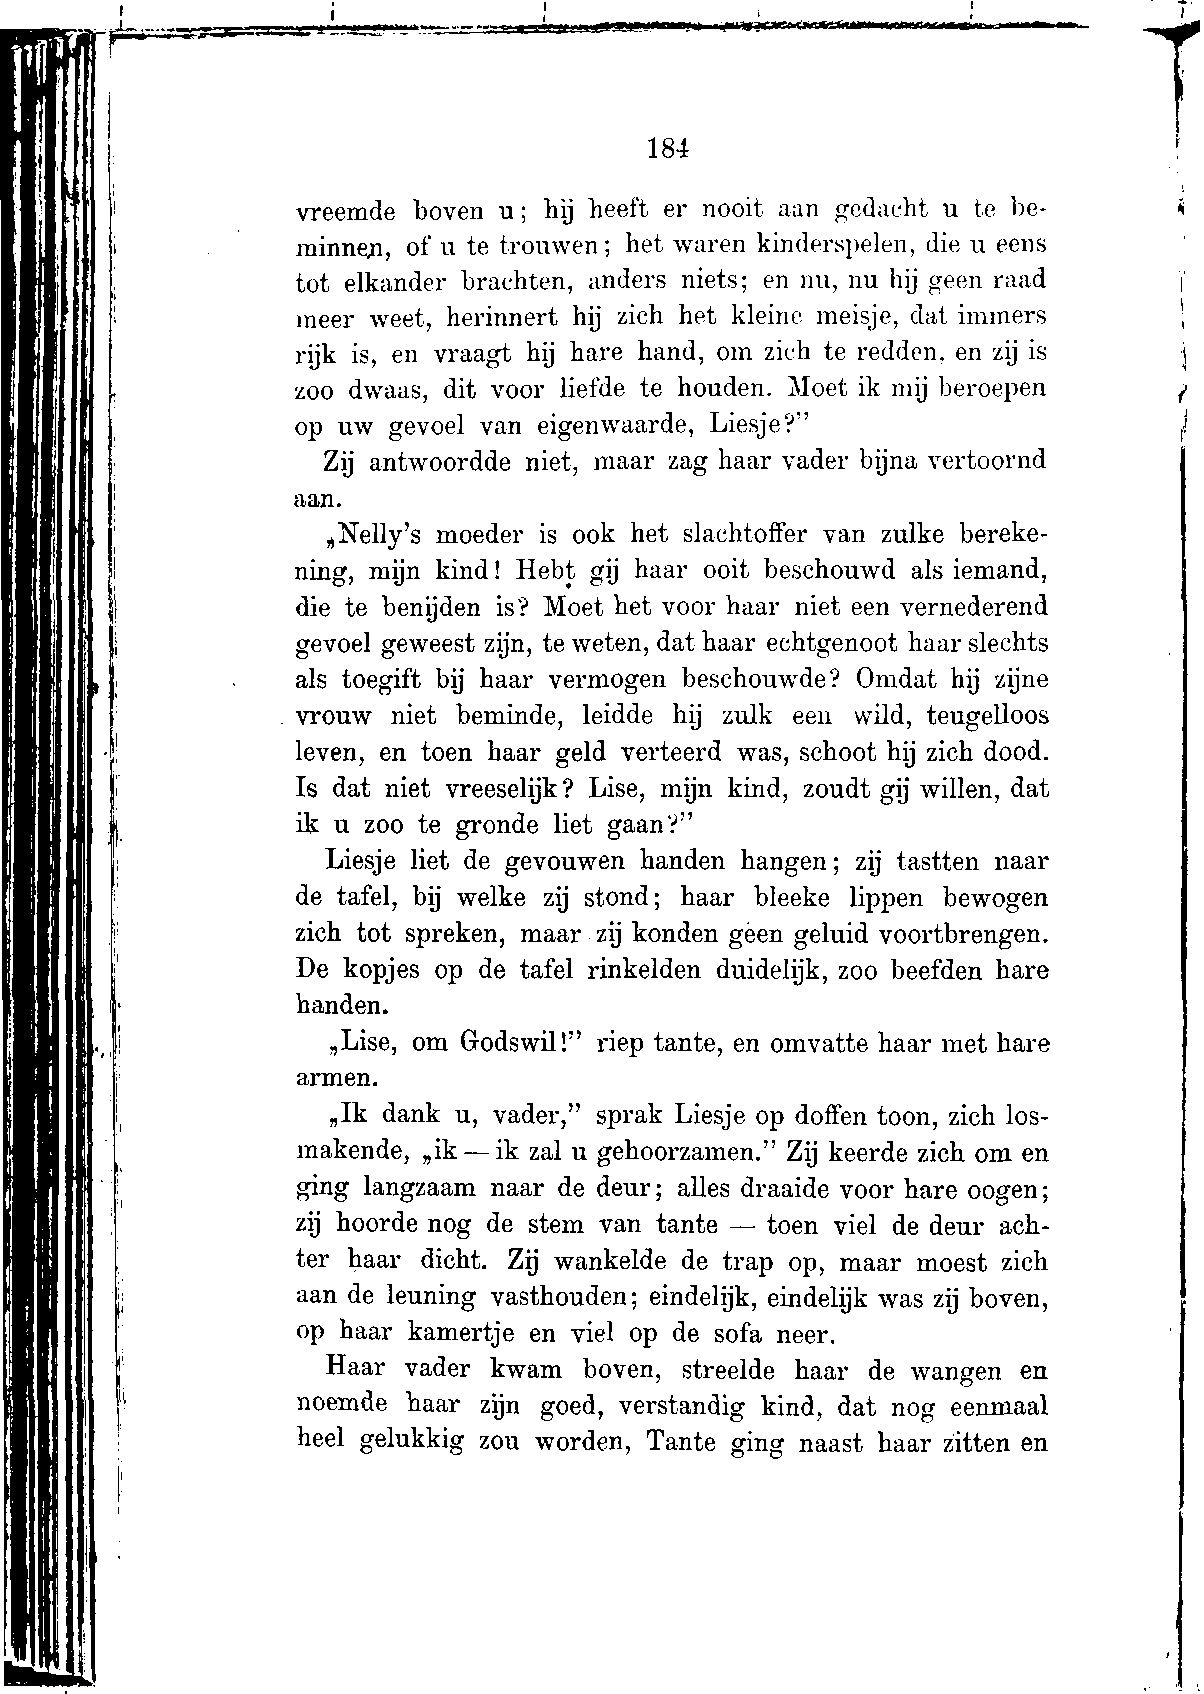 184
vreemde boven u; hij heeft er nooit aan gedacht u te be-
minnen, of u te trouwen; het waren kinderspelen, die u eens
tot elkander brachten, anders niets; en nu, nu hij geen raad
meer weet, herinnert hij zich het kleine meisje, dat immers
rijk is, en vraagt hij hare hand, om zich te redden, en zij is
zoo dwaas, dit voor liefde te houden. Moet ik mij beroepen
op uw gevoel van eigenwaarde, Liesje?”
Zij antwoordde niet, maar zag haar vader bijna vertoornd
aan.
„Nelly’s moeder is ook het slachtoffer van zulke bereke-
ning, mijn kind! Hebt gij haar ooit beschouwd als iemand,
die te benijden is? Moet het voor haar niet een vernederend
gevoel geweest zijn, te weten, dat haar echtgenoot haar slechts
als toegift bij haar vermogen beschouwde? Omdat hij zijne
vrouw niet beminde, leidde hij zulk een wild, teugelloos
leven, en toen haar geld verteerd was, schoot hij zich dood.
Is dat niet vreeselijk? Lise, mijn kind, zoudt gij willen, dat
ik u zoo te gronde liet gaan?”
Liesje liet de gevouwen handen hangen; zij tastten naar
de tafel, bij welke zij stond; haar bleeke lippen bewogen
zich tot spreken, maar zij konden geen geluid voortbrengen.
De kopjes op de tafel rinkelden duidelijk, zoo beefden hare
handen.
„Lise, om Godswil!” riep tante, en omvatte haar met hare
armen.
„Ik dank u, vader,” sprak Liesje op doffen toon, zich los-
makende, „ik — ik zal u gehoorzamen.” Zij keerde zich om en
ging langzaam naar de deur; alles draaide voor hare oogen;
zij hoorde nog de stem van tante — toen viel de deur ach-
ter haar dicht. Zij wankelde de trap op, maar moest zich
aan de leuning vasthouden; eindelijk, eindelijk was zij boven,
op haar kamertje en viel op de sofa neer.
Haar vader kwam boven, streelde haar de wangen en
noemde haar zijn goed, verstandig kind, dat nog eenmaal
heel gelukkig zou worden, Tante ging naast haar zitten en